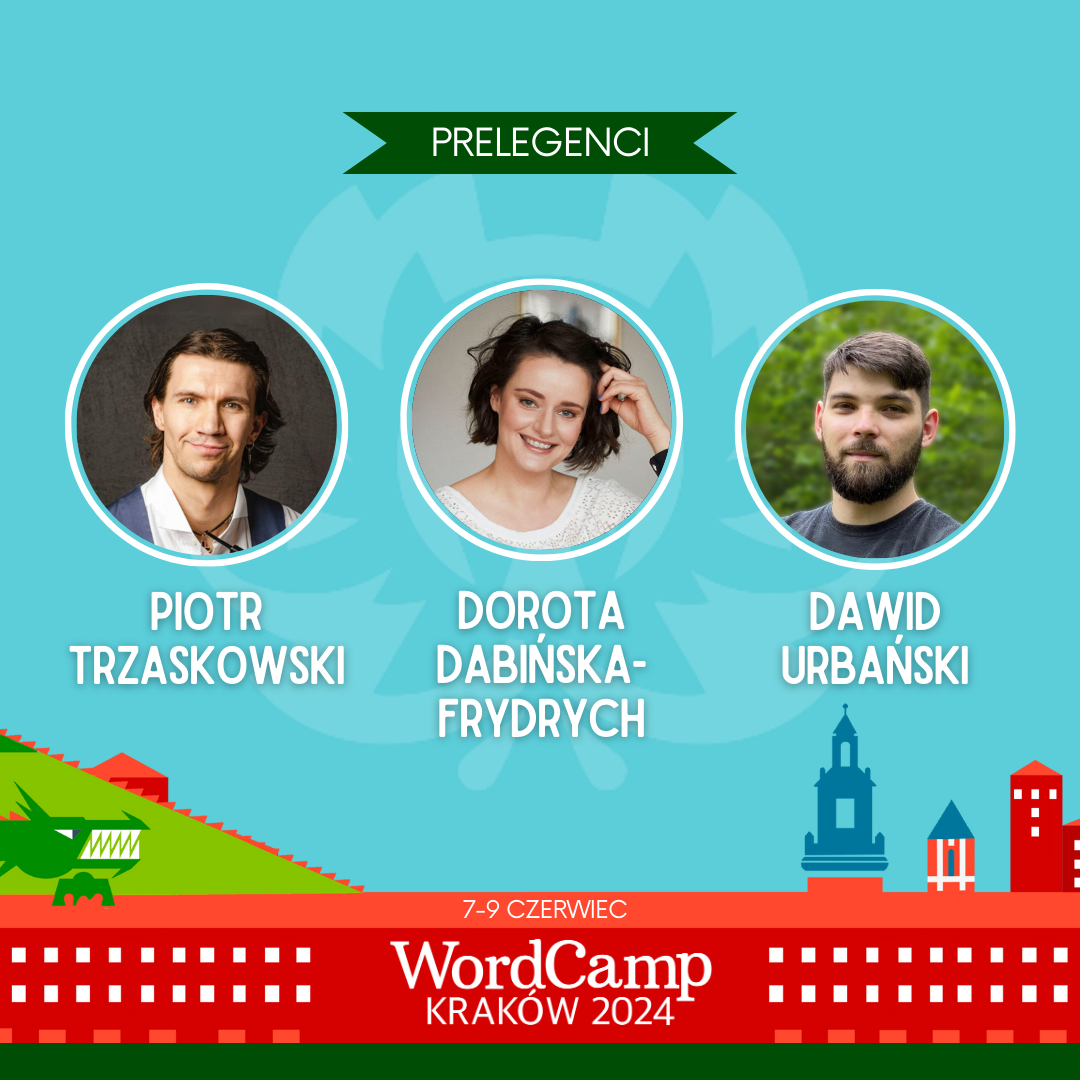 PRELEGENCI
PIOTR
TRZASKOWSKI
DOROTA
DABIŃSKA-
FRYDRYCH
DAWID
URBAŃSKI
7-9 CZERWIEC
WordCamp
KRAKÓW 2024